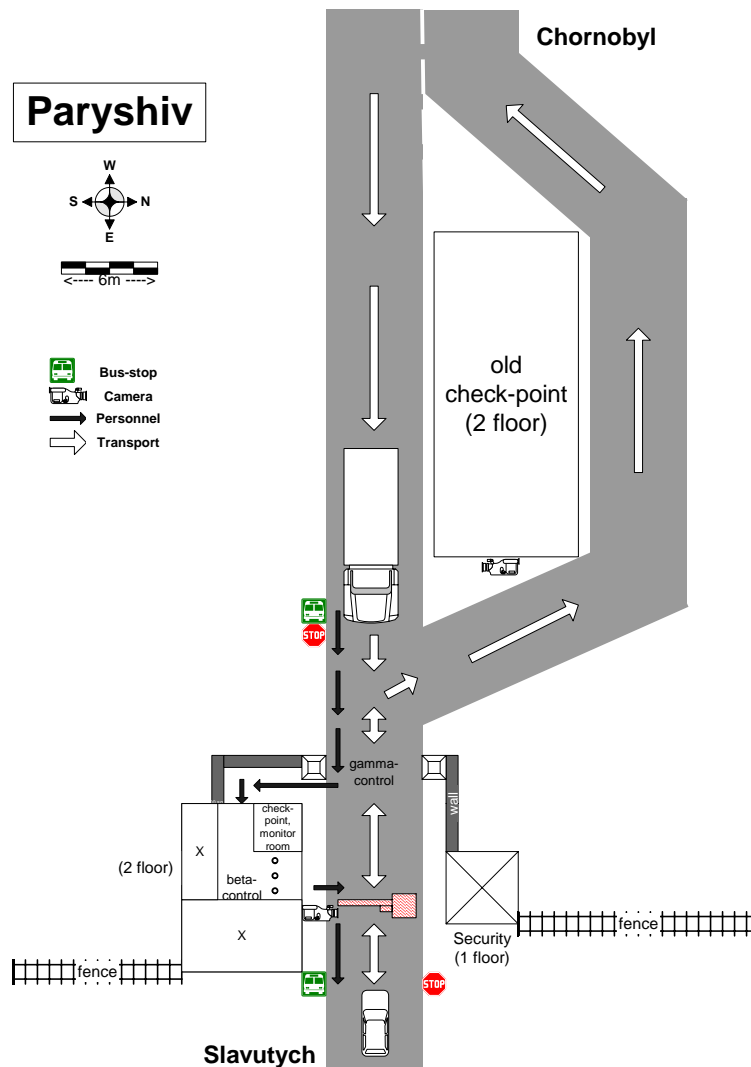 Chornobyl
Paryshiv
W
S N
E
<---- 6m ---->
Bus-stop
Camera
Personnel
Transport
old
check-point
(2 floor)
STOP
gamma-
control
wall
check-
point,
monitor
room
(2 floor)
X
beta-
control
X
Security
(1 floor)
fence
fence
STOP
Slavutych